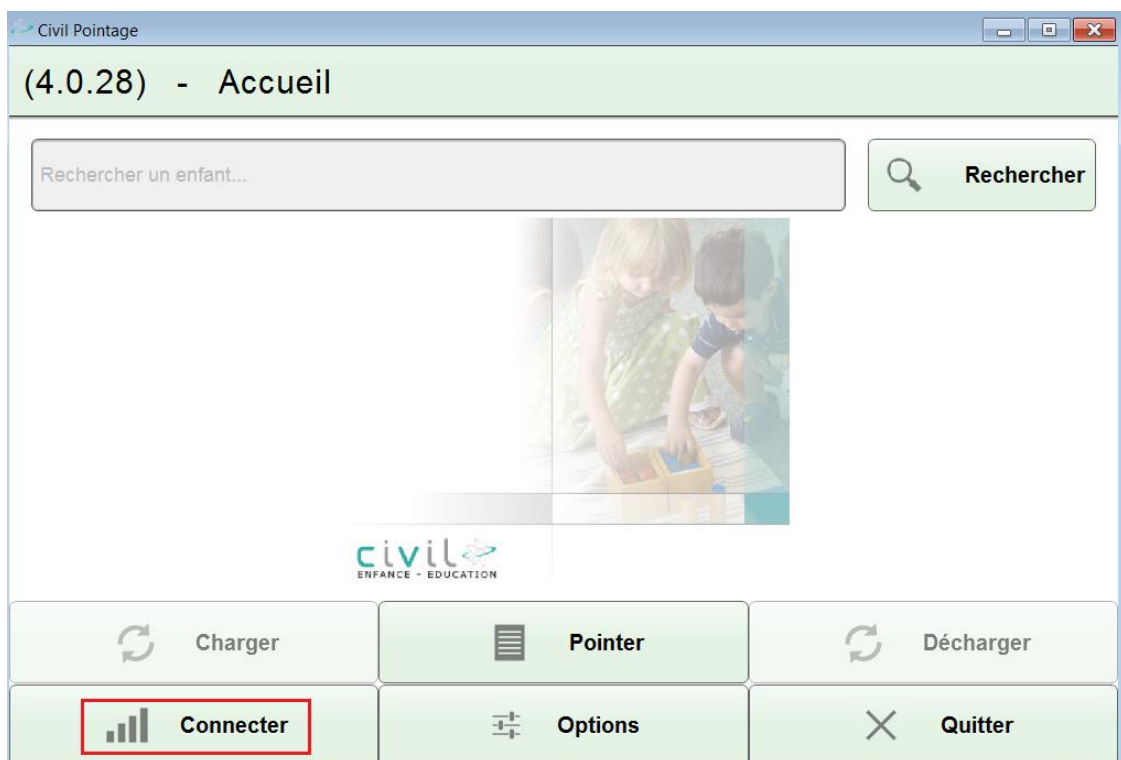 Civil Pointage
(4.0.28) - Accueil
Rechercher un enfant...
Rechercher
civil
ENFANCE - EDUCATION
Charger
Pointer
Décharger
Connecter
Options
Quitter